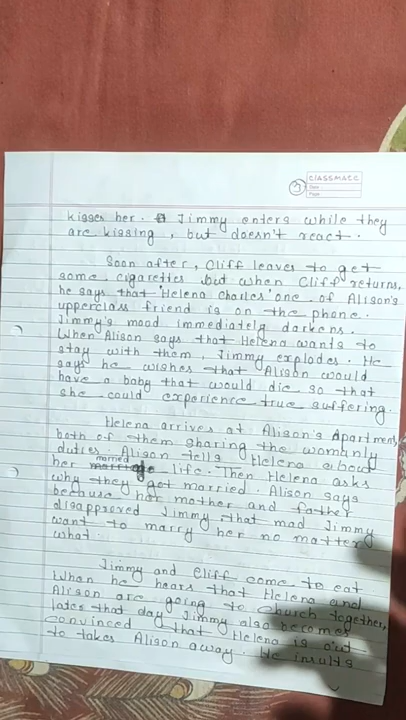 3
CLASSMATE
Date :
Page :
kisses her. Jimmy enters while they
are kissing, but doesn't react.
Soon after, Cliff leaves to get
some cigarettes but when Cliff returns,
he says that 'Helena charles' one of Alison's
upperclass friend is on the phone.
Jimmy's mood immediately darkens.
When Alison says that Helena wants to
stay with them, Jimmy explodes. He
says he wishes that Alison would
have a baby that would die so that
she could experience true suffering.
Helena arrives at Alison's Apartment
both of them sharing the womanly
duties. Alison tells Helena about
her married life. Then Helena asks
why they got married. Alison says
because her mother and father
disapproved Jimmy that mad Jimmy
want to marry her no matter
what.
Jimmy and Cliff come to eat.
When he hears that Helena and
Alison are going to church together,
later that day Jimmy also becomes
convinced that Helena is out
to takes Alison away. He insults